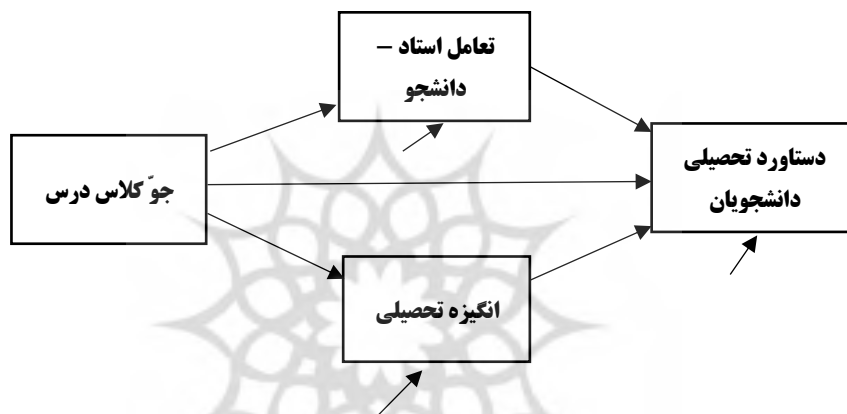 تعامل استاد –
دانشجو
جوّ کلاس درس
دستاورد تحصیلی
دانشجویان
انگیزه تحصیلی